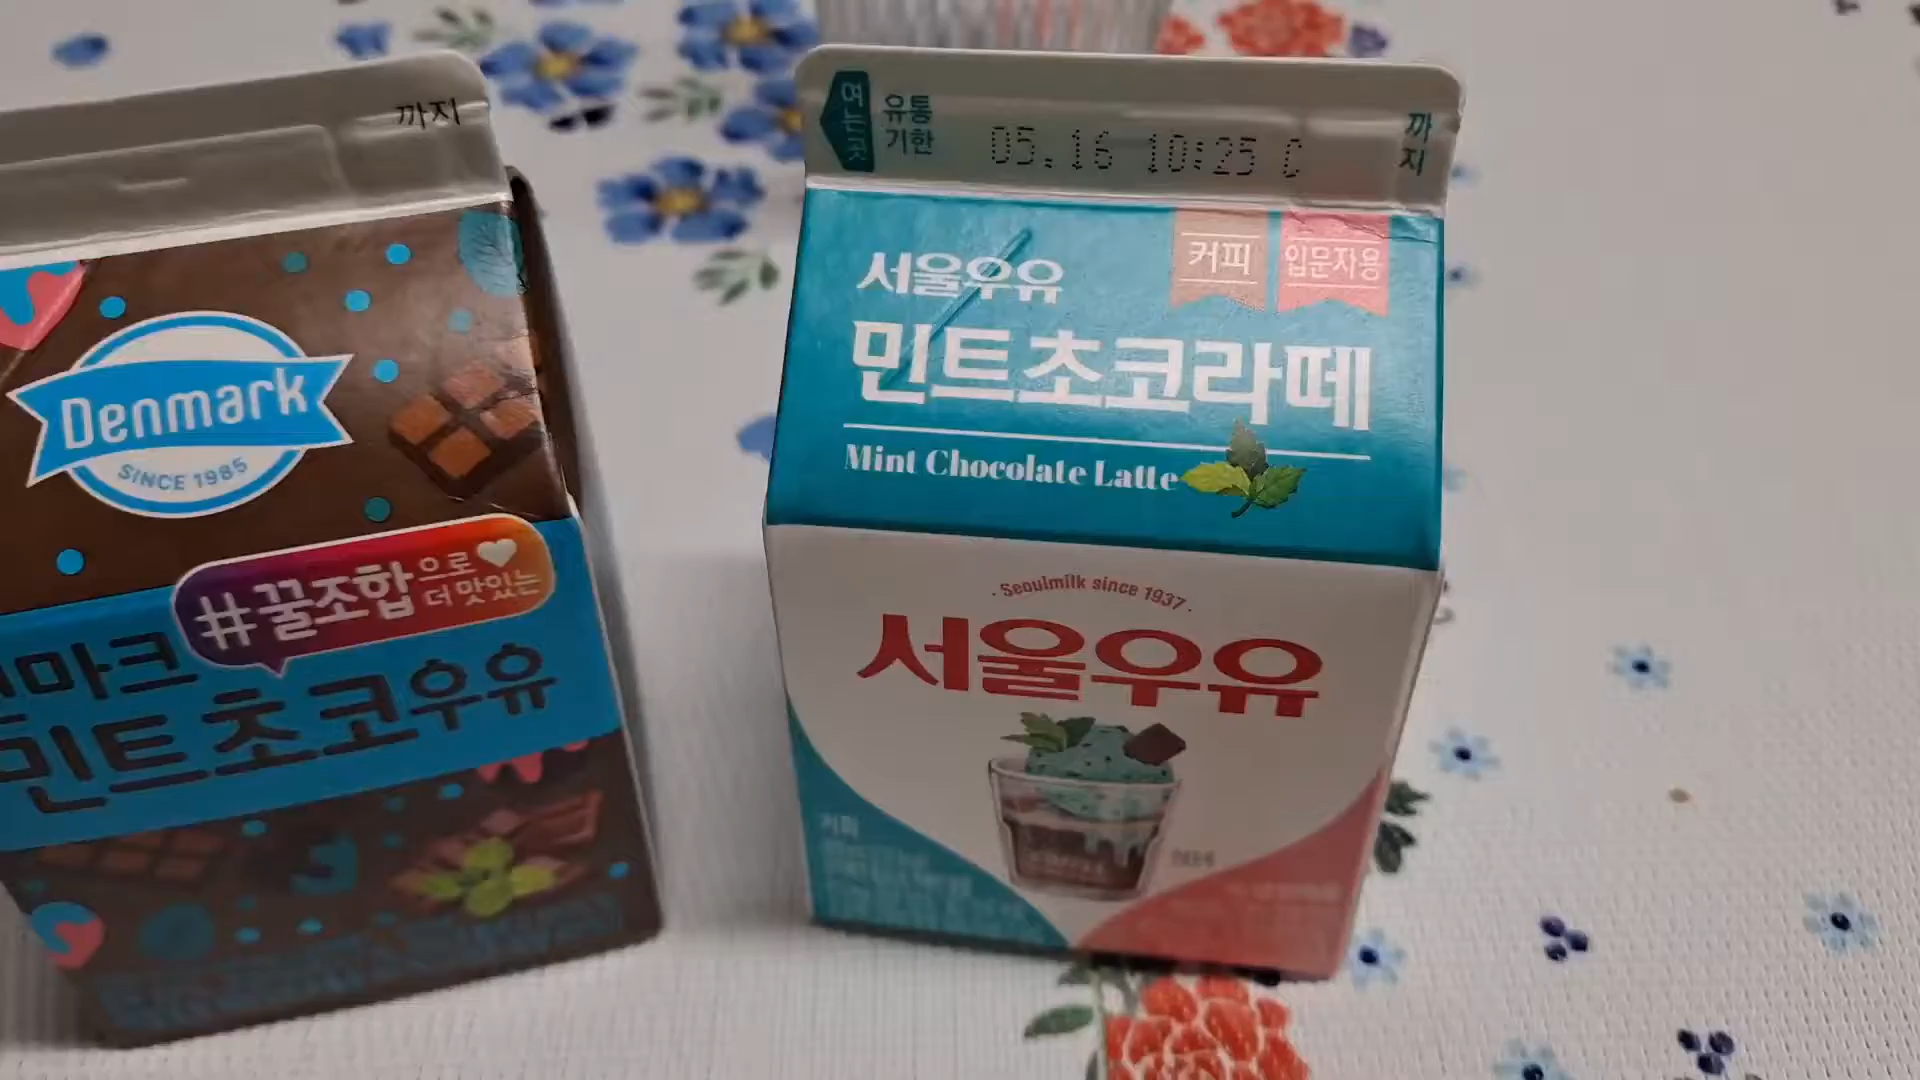 까지
Denmark
SINCE 1985
#꿀조합으로
더 맛있는
마크
민트초코우유
여는곳
유통
기한
05.16 10:25 C
까
지
서울우유
커피
입문자용
민트초코라떼
Mint Chocolate Latte
· Seoulmilk since 1937 ·
서울우유
커피